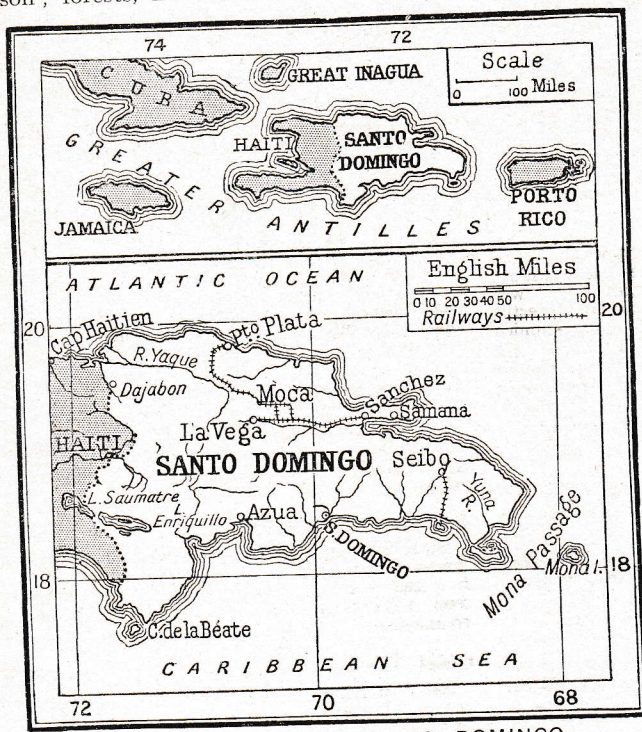 forests,
74 72
CUBA
GREAT INAGUA
Scale
0 100 Miles
GREATER ANTILLES
HAITI
SANTO
DOMINGO
JAMAICA
PORTO
RICO
ATLANTIC OCEAN
English Miles
0 10 20 30 40 50 100
Railways
20 20
Cap Haitien
Pto Plata
R. Yaque
Dajabon
Moca
Sanchez
Samana
La Vega
HAITI
SANTO DOMINGO
Seibo
L. Saumatre
L.
Enriquillo
Azua
S. DOMINGO
Yuna
R.
Mona Passage
Mona I.
18 18
C. de la Béate
CARIBBEAN SEA
72 70 68
DOMINGO